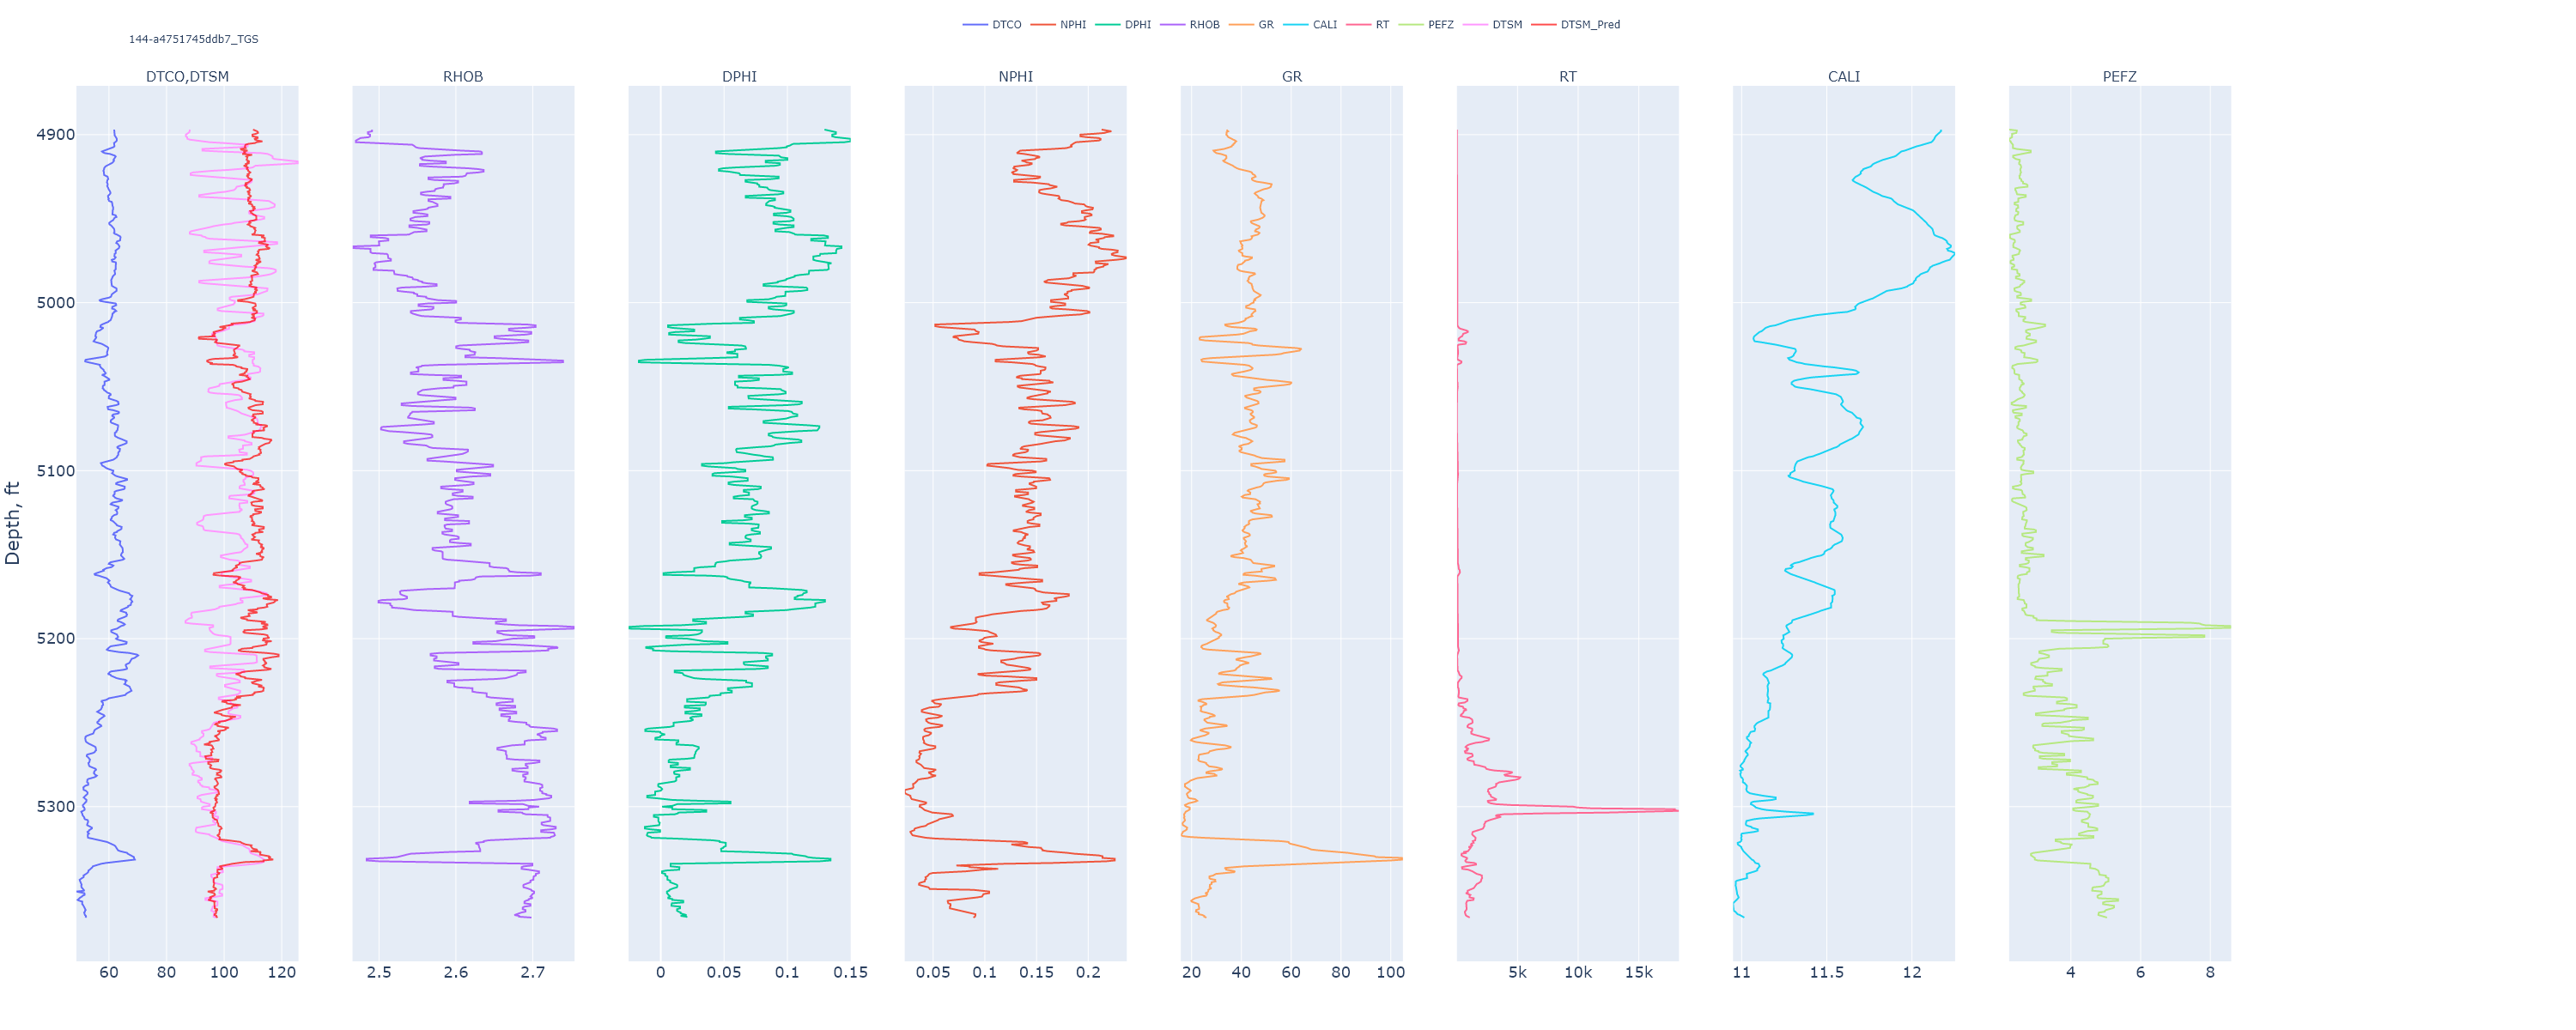 DTCO NPHI DPHI RHOB GR CALI RT PEFZ DTSM DTSM_Pred
144-a4751745ddb7_TGS
DTCO,DTSM RHOB DPHI NPHI GR RT CALI PEFZ
4900
5000
5100
Depth, ft
5200
5300
60 80 100 120 2.5 2.6 2.7 0 0.05 0.1 0.15 0.05 0.1 0.15 0.2 20 40 60 80 100 5k 10k 15k 11 11.5 12 4 6 8